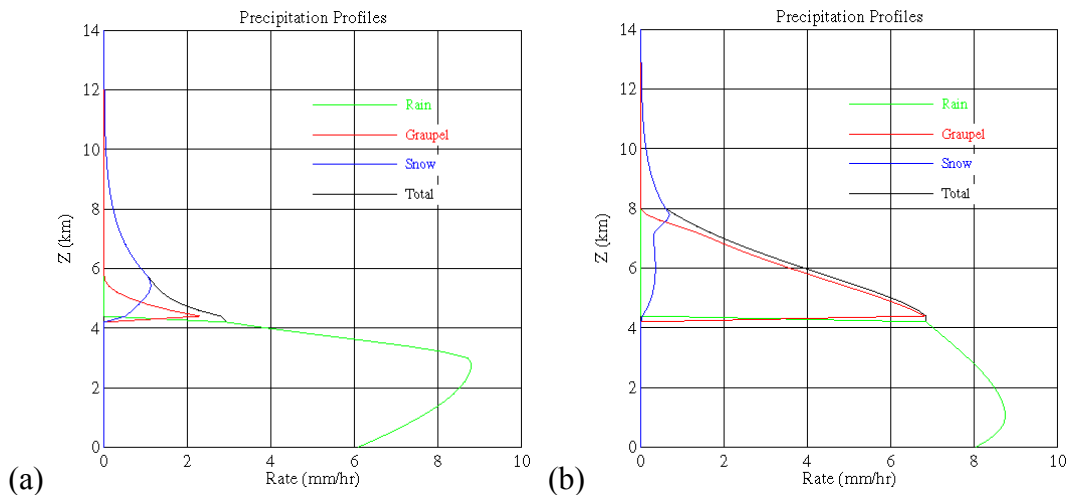 Precipitation Profiles
14
12
10
8
6
4
2
0
Z (km)
0 2 4 6 8 10
Rate (mm/hr)
Rain
Graupel
Snow
Total
(a)
Precipitation Profiles
14
12
10
8
6
4
2
0
Z (km)
0 2 4 6 8 10
Rate (mm/hr)
Rain
Graupel
Snow
Total
(b)